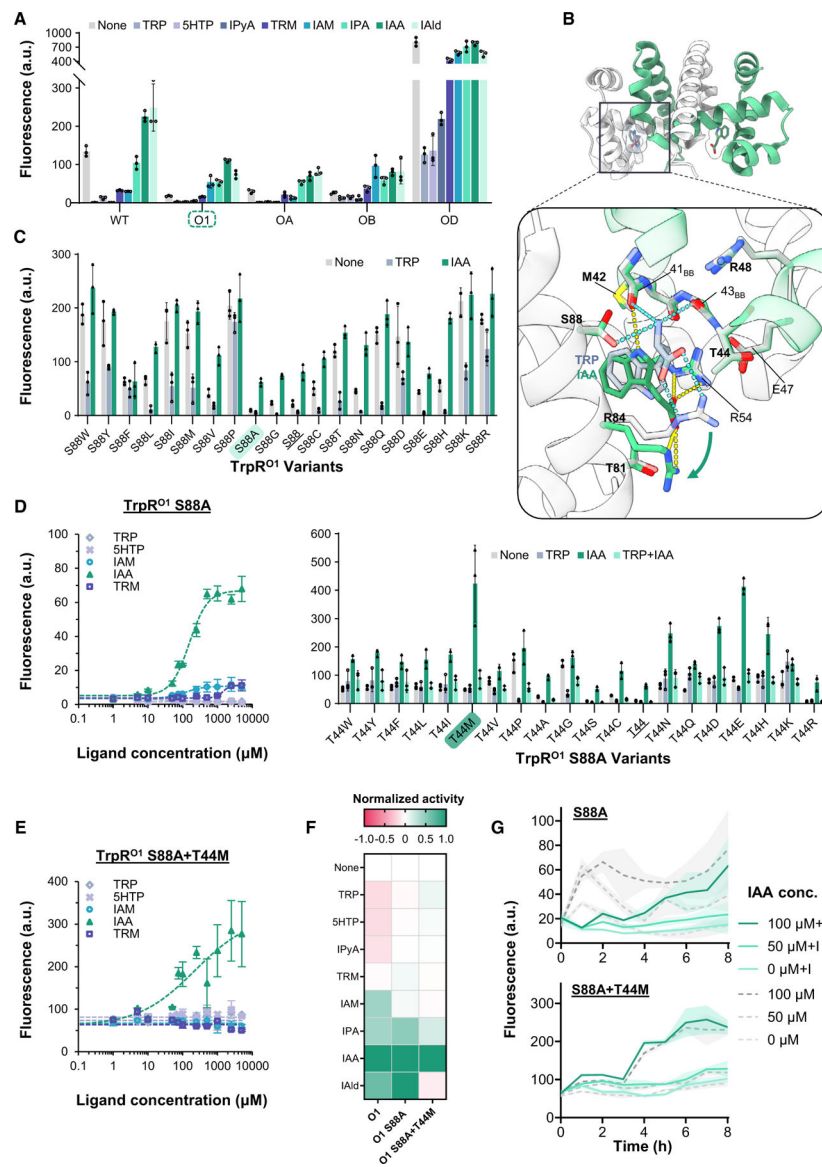 A
None TRP 5HTP IPyA TRM IAM IPA IAA IAld
Fluorescence (a.u.)
1000
700
400
300
200
100
0
WT O1 OA OB OD
B
M42
41BB
R48
S88
43BB
TRP
IAA
T44
E47
R54
R84
T81
C
None TRP IAA
Fluorescence (a.u.)
300
200
100
0
S88W S88Y S88F S88L S88I S88M S88V S88P S88A S88G S88 S88C S88T S88N S88Q S88D S88E S88H S88K S88R
TrpRO1 Variants
D
TrpRO1 S88A
TRP
5HTP
IAM
IAA
TRM
Fluorescence (a.u.)
100
80
60
40
20
0
0.1 1 10 100 1000 10000
Ligand concentration (µM)
None TRP IAA TRP+IAA
Fluorescence (a.u.)
600
500
400
300
200
100
0
T44W T44Y T44F T44L T44I T44M T44V T44P T44A T44G T44S T44C T44 T44N T44Q T44D T44E T44H T44K T44R
TrpRO1 S88A Variants
E
TrpRO1 S88A+T44M
TRP
5HTP
IAM
IAA
TRM
Fluorescence (a.u.)
400
300
200
100
0
0.1 1 10 100 1000 10000
Ligand concentration (µM)
F
Normalized activity
-1.0 -0.5 0 0.5 1.0
None
TRP
5HTP
IPyA
TRM
IAM
IPA
IAA
IAld
O1 O1 S88A O1 S88A+T44M
G
S88A
Fluorescence (a.u.)
100
80
60
40
20
0
S88A+T44M
300
200
100
0
0 2 4 6 8
Time (h)
IAA conc.
100 µM+I
50 µM+I
0 µM+I
100 µM
50 µM
0 µM